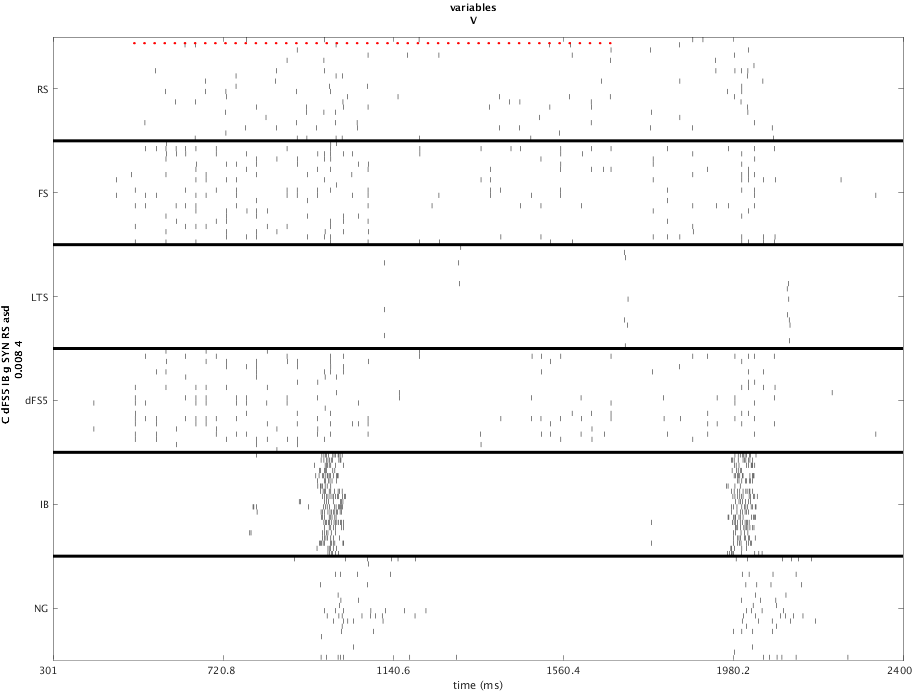 variables
V
RS
FS
LTS
dFS5
IB
NG
C dFS5 IB g SYN RS asd
0.008 4
301
720.8
1140.6
1560.4
1980.2
2400
time (ms)